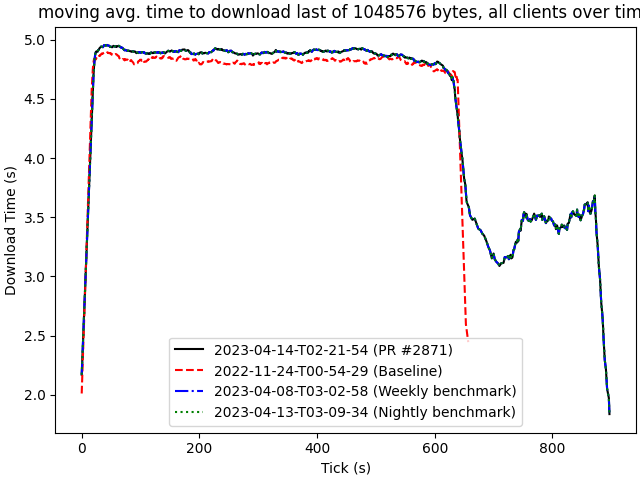 moving avg. time to download last of 1048576 bytes, all clients over tim
5.0
4.5
4.0
3.5
3.0
2.5
2.0
Download Time (s)
2023-04-14-T02-21-54 (PR #2871)
2022-11-24-T00-54-29 (Baseline)
2023-04-08-T03-02-58 (Weekly benchmark)
2023-04-13-T03-09-34 (Nightly benchmark)
0 200 400 600 800
Tick (s)